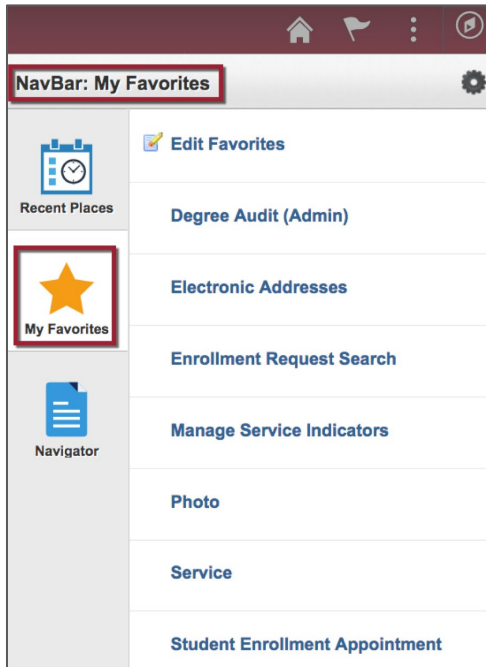 NavBar: My Favorites
Recent Places
My Favorites
Navigator
Edit Favorites
Degree Audit (Admin)
Electronic Addresses
Enrollment Request Search
Manage Service Indicators
Photo
Service
Student Enrollment Appointment